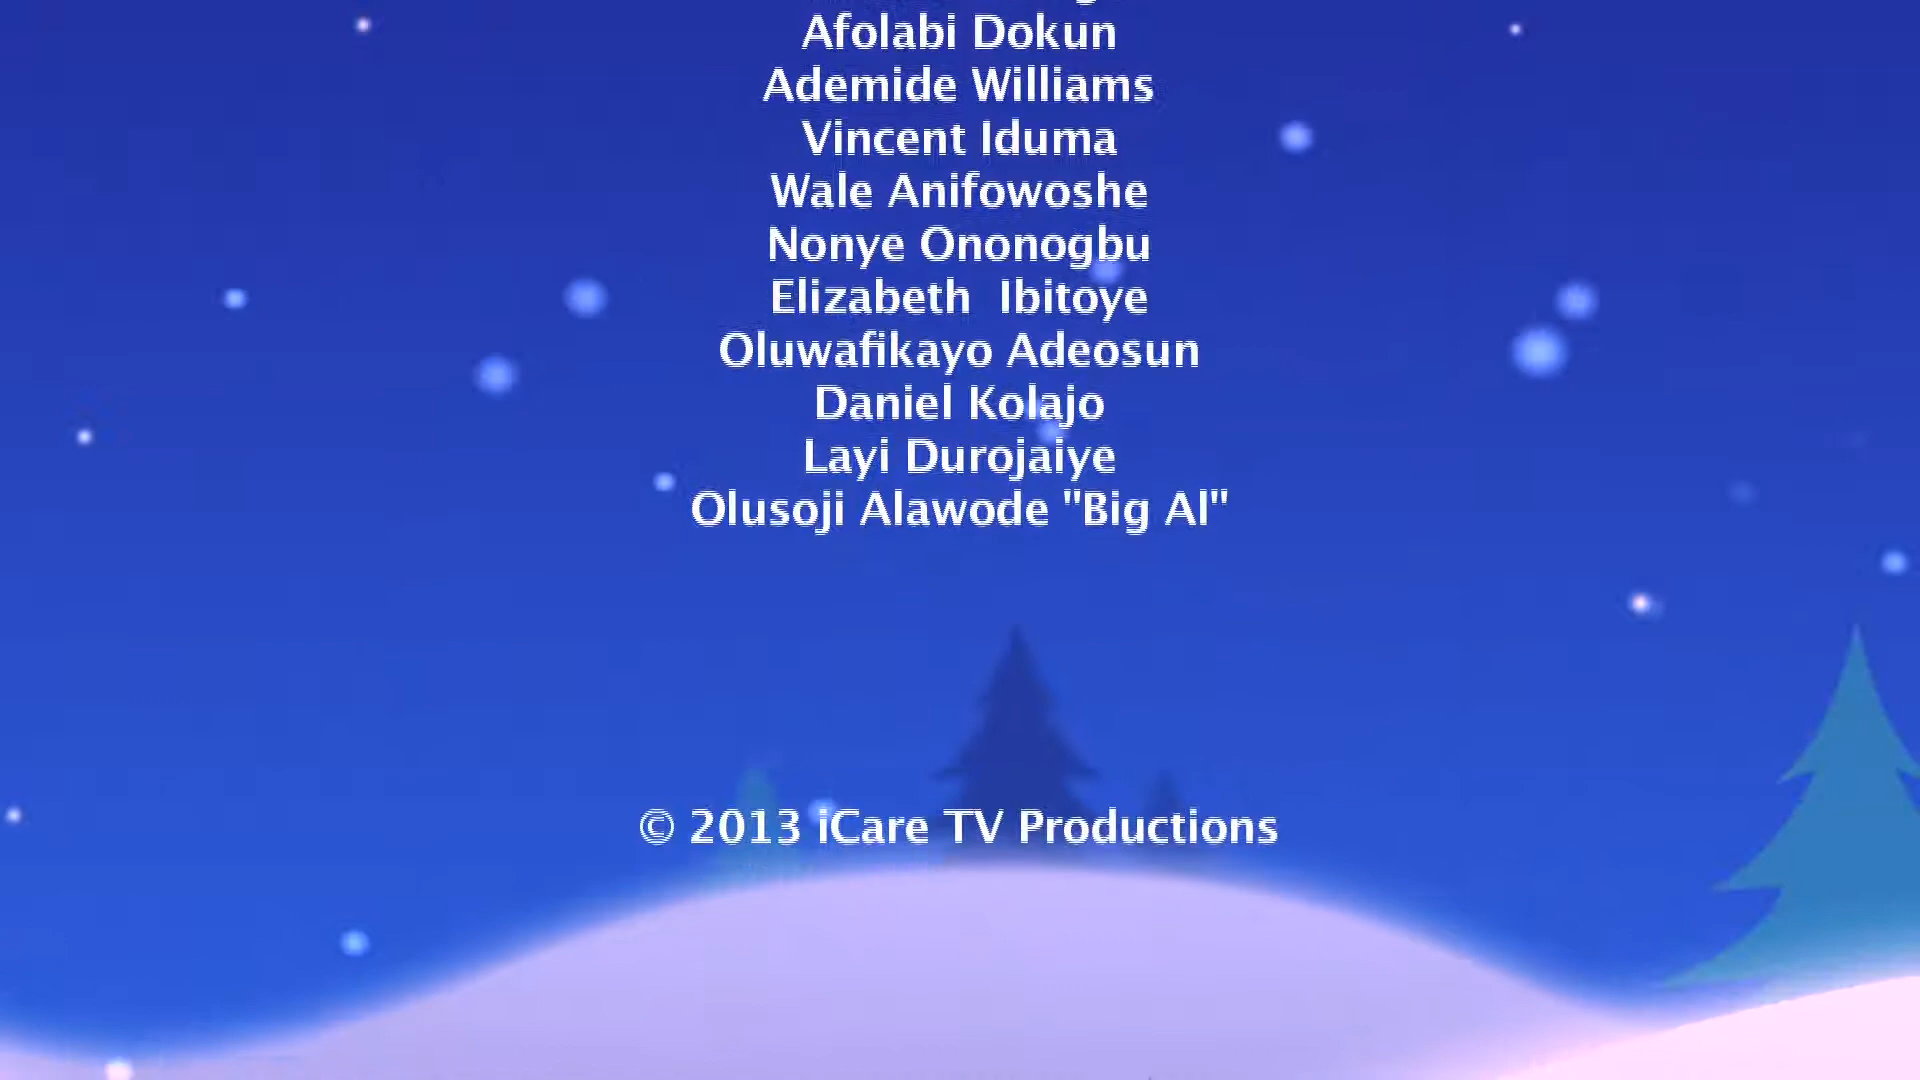 Afolabi Dokun
Ademide Williams
Vincent Iduma
Wale Anifowoshe
Nonye Ononogbu
Elizabeth  Ibitoye
Oluwafikayo Adeosun
Daniel Kolajo
Layi Durojaiye
Olusoji Alawode "Big Al"
© 2013 iCare TV Productions